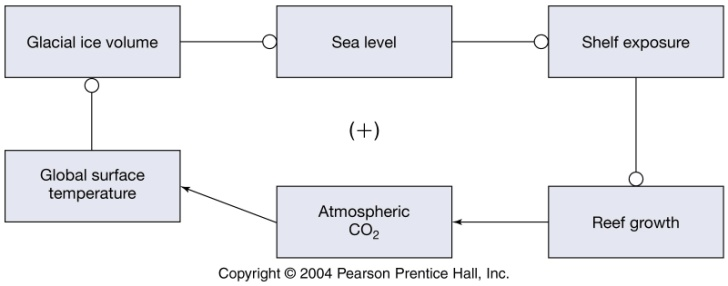 Glacial ice volume
Sea level
Shelf exposure
(+)
Global surface
temperature
Atmospheric
CO₂
Reef growth
Copyright © 2004 Pearson Prentice Hall, Inc.